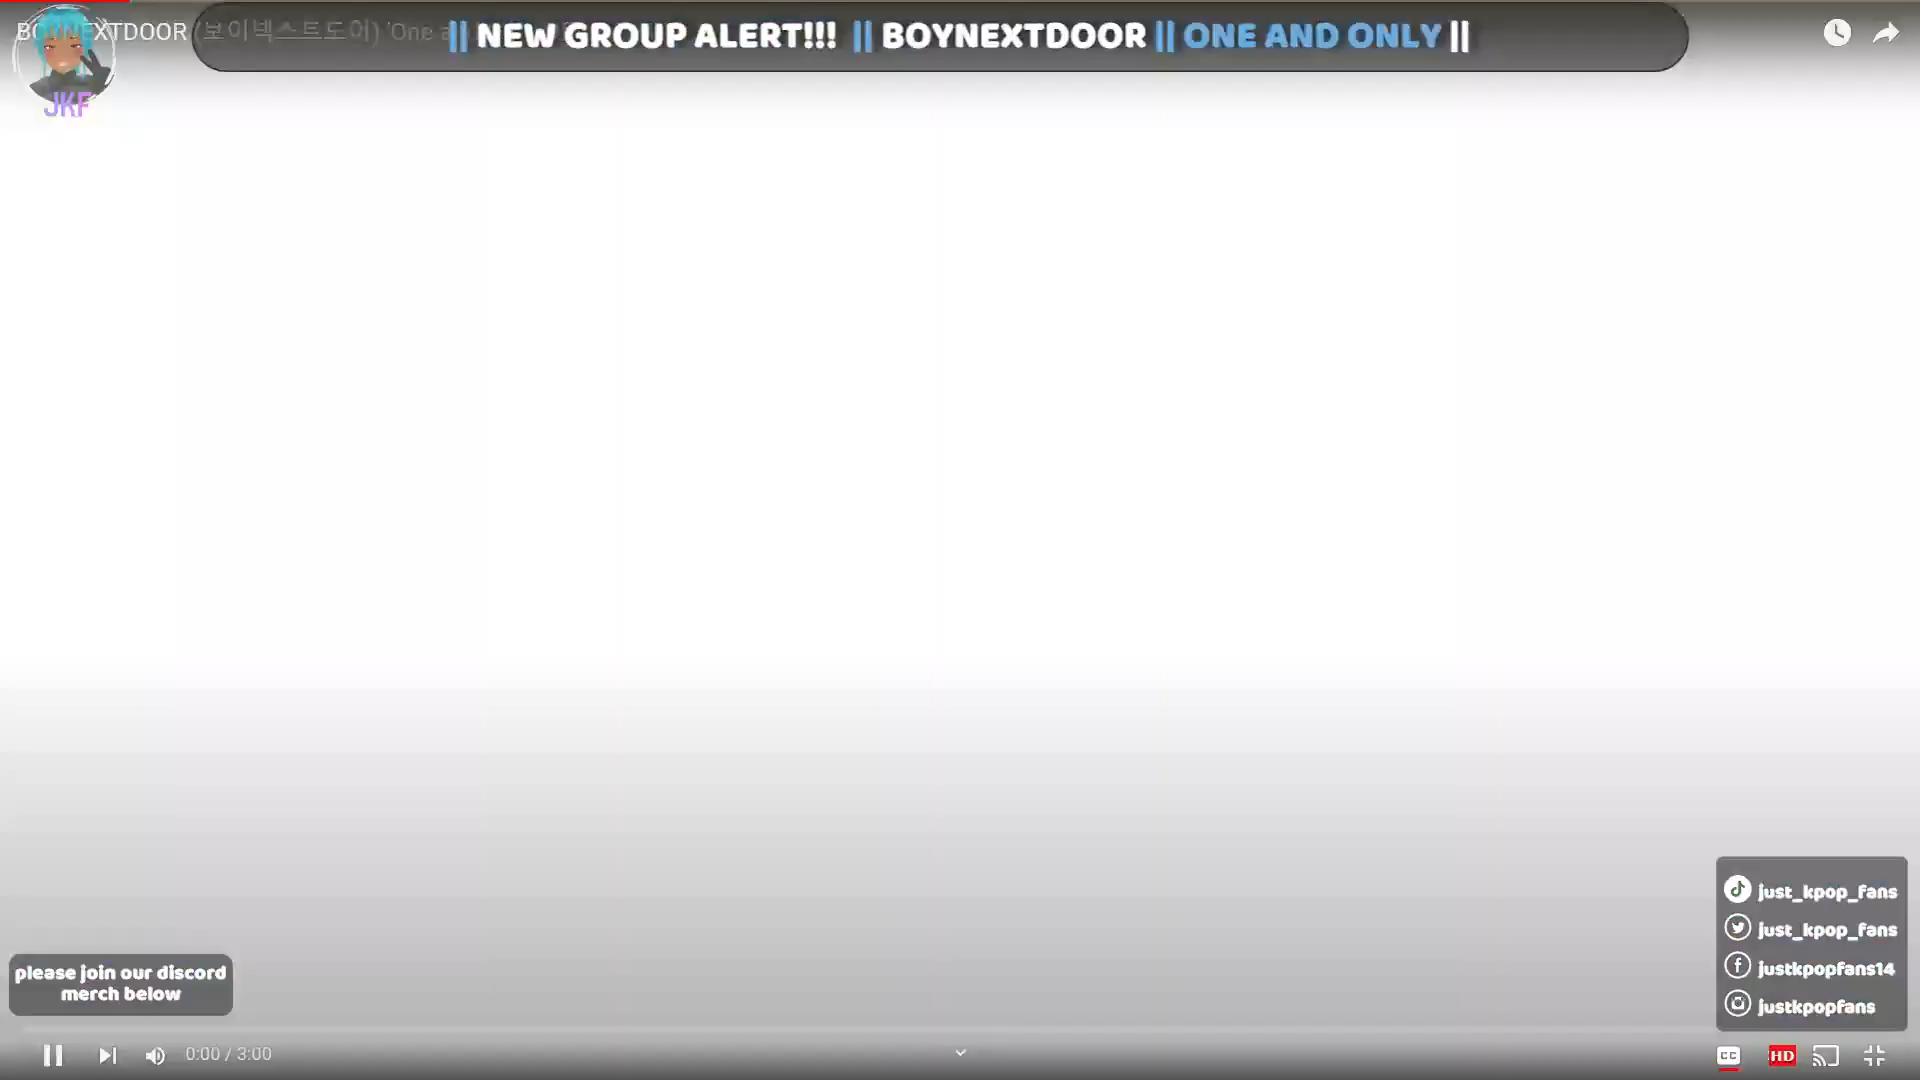 BOYNEXTDOOR (보이넥스트도어) 'One a
|| NEW GROUP ALERT!!! || BOYNEXTDOOR || ONE AND ONLY ||
JKF
just_kpop_fans
just_kpop_fans
justkpopfans14
justkpopfans
please join our discord
merch below
0:00 / 3:00
CC
HD